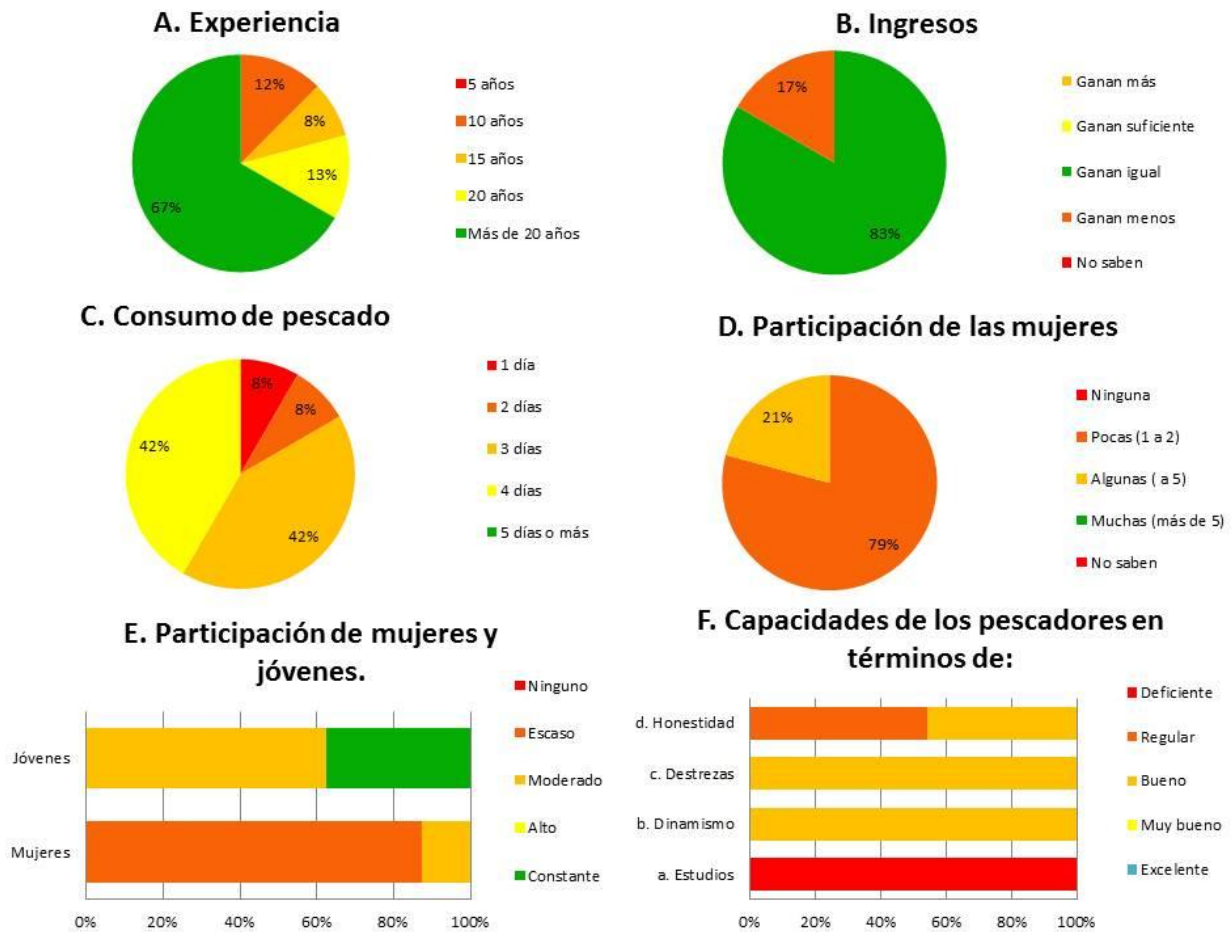 A. Experiencia
12%
8%
13%
67%
5 años
10 años
15 años
20 años
Más de 20 años
B. Ingresos
17%
83%
Ganan más
Ganan suficiente
Ganan igual
Ganan menos
No saben
C. Consumo de pescado
8%
8%
42%
42%
1 día
2 días
3 días
4 días
5 días o más
D. Participación de las mujeres
21%
79%
Ninguna
Pocas (1 a 2)
Algunas ( a 5)
Muchas (más de 5)
No saben
E. Participación de mujeres y
jóvenes.
Jóvenes
Mujeres
0%
20%
40%
60%
80%
100%
Ninguno
Escaso
Moderado
Alto
Constante
F. Capacidades de los pescadores en
términos de:
d. Honestidad
c. Destrezas
b. Dinamismo
a. Estudios
0%
20%
40%
60%
80%
100%
Deficiente
Regular
Bueno
Muy bueno
Excelente